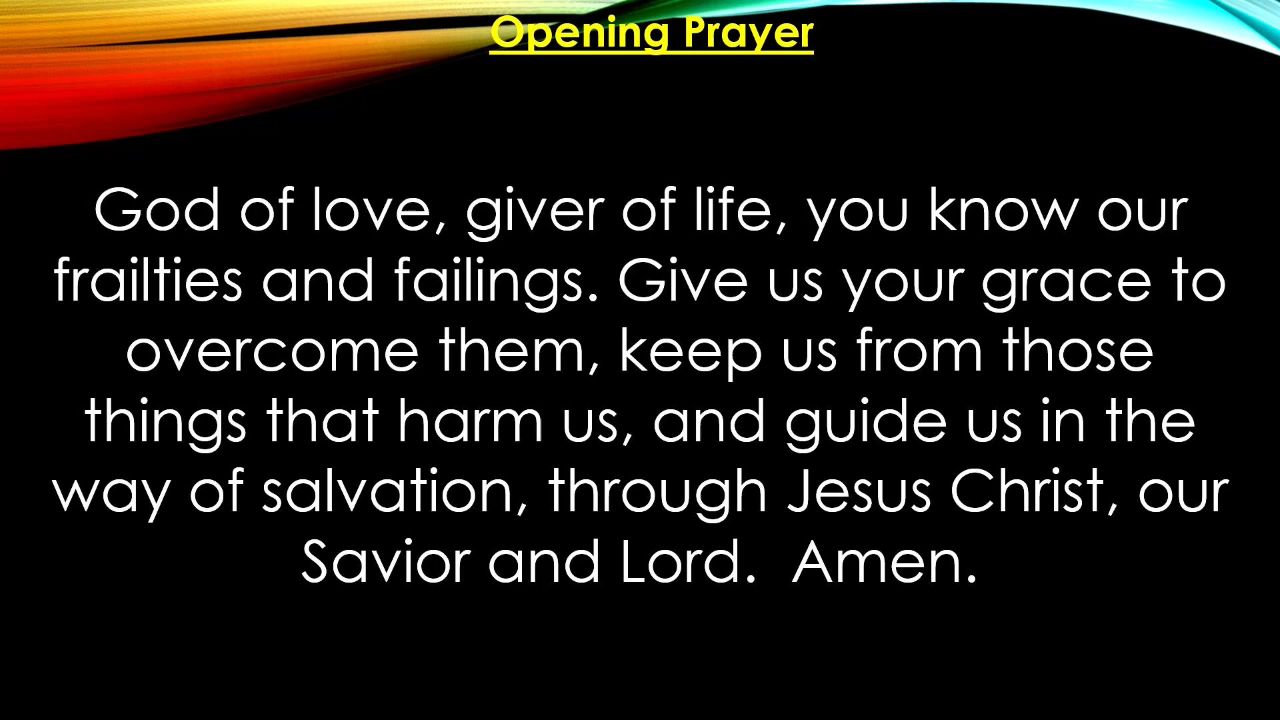 Opening Prayer
God of love, giver of life, you know our
frailties and failings. Give us your grace to
overcome them, keep us from those
things that harm us, and guide us in the
way of salvation, through Jesus Christ, our
Savior and Lord.  Amen.